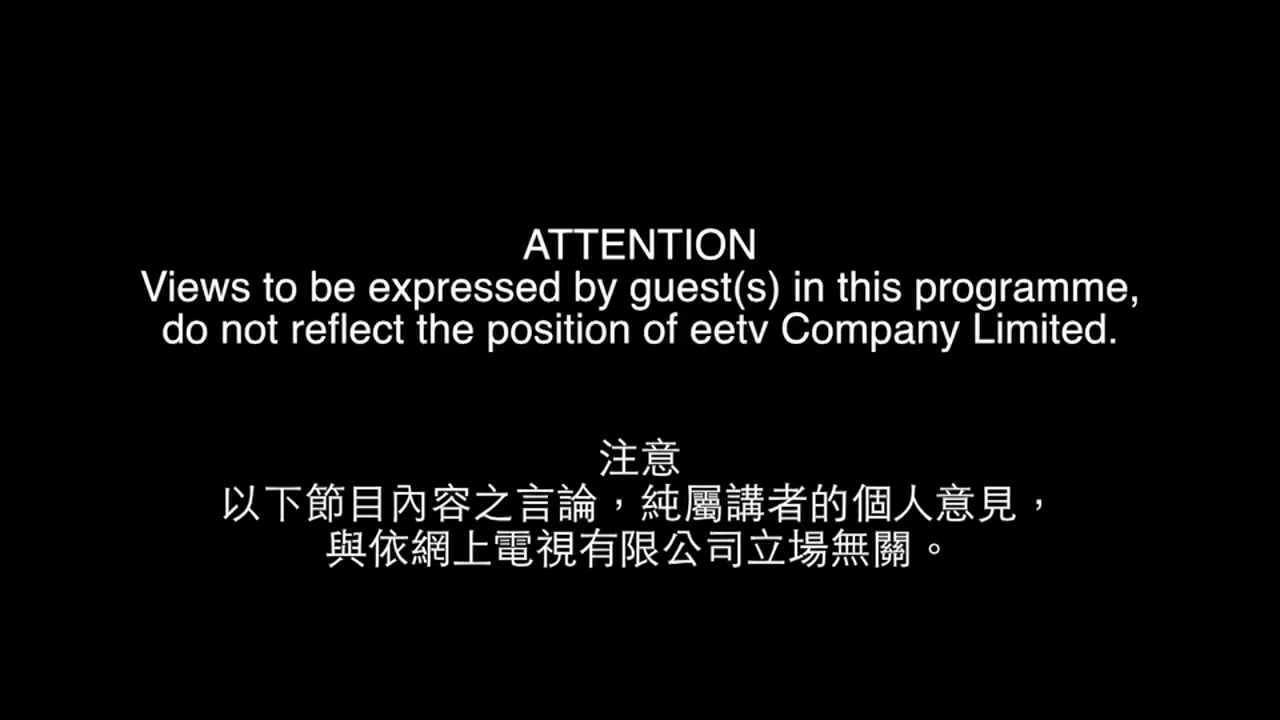 ATTENTION
Views to be expressed by guest(s) in this programme,
do not reflect the position of eetv Company Limited.
注意
以下節目內容之言論，純屬講者的個人意見，
與依網上電視有限公司立場無關。